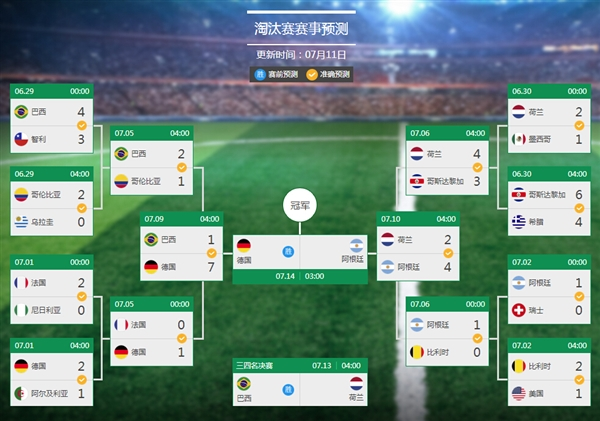 淘汰赛赛事预测
更新时间：07月11日
胜 赛前预测 准确预测
06.29 00:00
巴西 4
智利 3
06.29 04:00
哥伦比亚 2
乌拉圭 0
07.01 00:00
法国 2
尼日利亚 0
07.01 04:00
德国 2
阿尔及利亚 1
07.05 04:00
巴西 2
哥伦比亚 1
07.05 00:00
法国 0
德国 1
07.09 04:00
巴西 1
德国 7
冠军
德国 胜 阿根廷
07.14 03:00
三四名决赛 07.13 04:00
巴西 胜 荷兰
07.10 04:00
荷兰 2
阿根廷 4
07.06 04:00
荷兰 4
哥斯达黎加 3
07.06 00:00
阿根廷 1
比利时 0
06.30 00:00
荷兰 2
墨西哥 1
06.30 04:00
哥斯达黎加 6
希腊 4
07.02 00:00
阿根廷 1
瑞士 0
07.02 04:00
比利时 2
美国 1